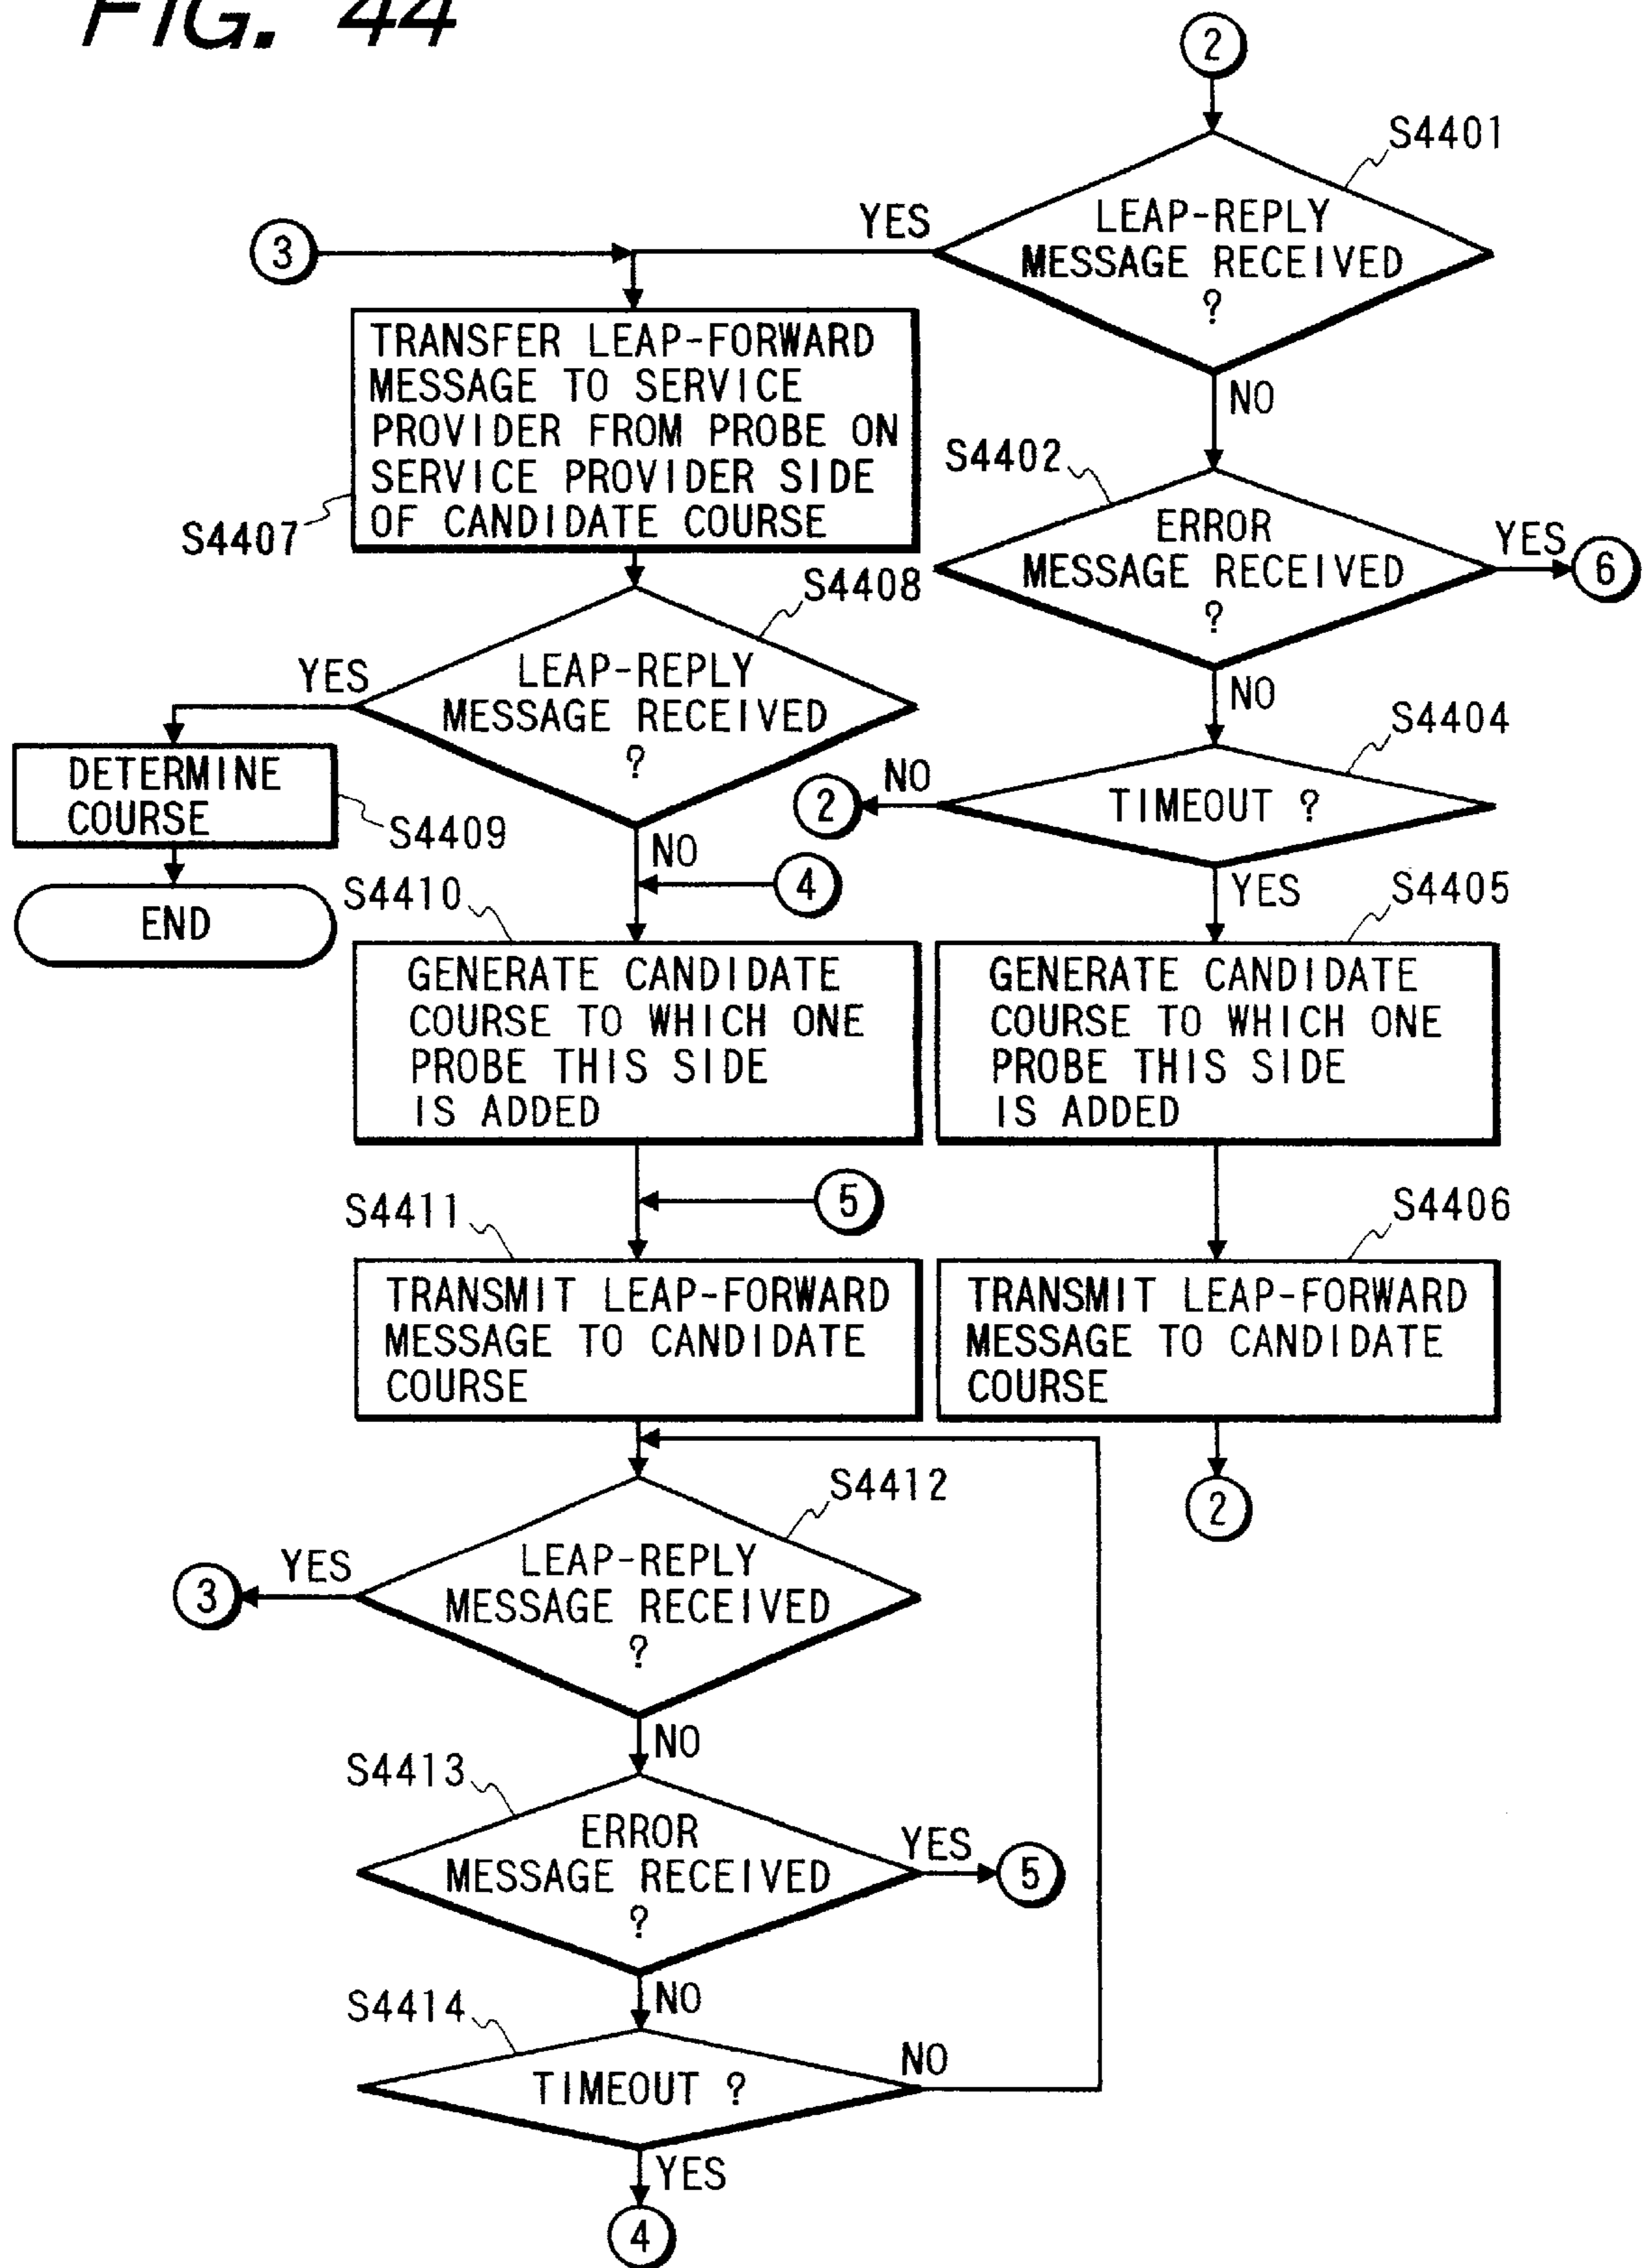 FIG. 44
2
S4401
LEAP-REPLY
MESSAGE RECEIVED
?
YES
NO
3
TRANSFER LEAP-FORWARD
MESSAGE TO SERVICE
PROVIDER FROM PROBE ON
SERVICE PROVIDER SIDE
OF CANDIDATE COURSE
S4407
S4402
ERROR
MESSAGE RECEIVED
?
YES
6
NO
S4408
LEAP-REPLY
MESSAGE RECEIVED
?
YES
NO
S4404
TIMEOUT ?
NO
2
YES
DETERMINE
COURSE
S4409
END
4
S4410
GENERATE CANDIDATE
COURSE TO WHICH ONE
PROBE THIS SIDE
IS ADDED
S4405
GENERATE CANDIDATE
COURSE TO WHICH ONE
PROBE THIS SIDE
IS ADDED
5
S4411
TRANSMIT LEAP-FORWARD
MESSAGE TO CANDIDATE
COURSE
S4406
TRANSMIT LEAP-FORWARD
MESSAGE TO CANDIDATE
COURSE
2
S4412
LEAP-REPLY
MESSAGE RECEIVED
?
YES
3
NO
S4413
ERROR
MESSAGE RECEIVED
?
YES
5
NO
S4414
TIMEOUT ?
NO
YES
4